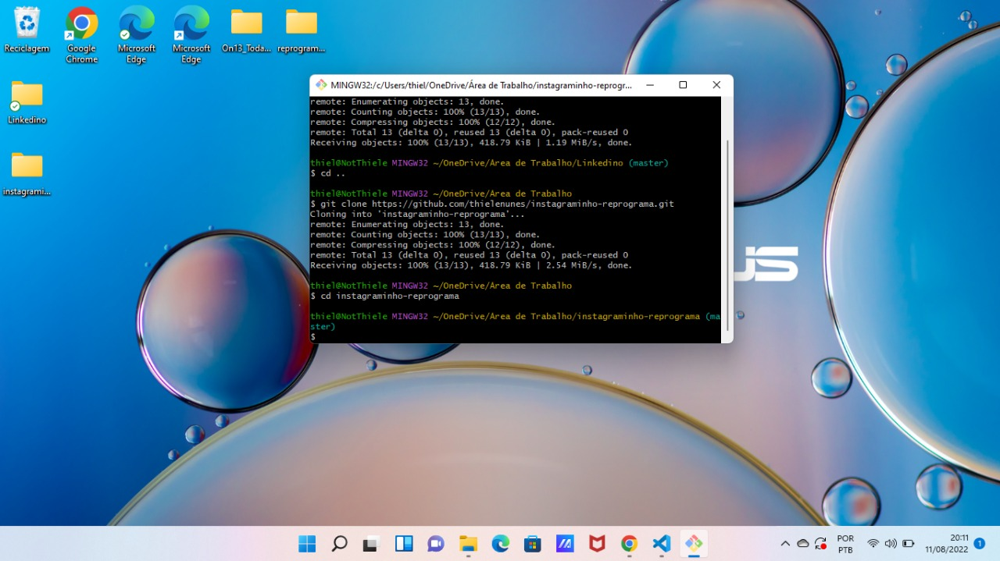 Reciclagem
Google
Chrome
Microsoft
Edge
Microsoft
Edge
On13_Toda...
reprogram...
Linkedino
instagrami...
MINGW32:/c/Users/thiel/OneDrive/Área de Trabalho/instagraminho-reprogr...
remote: Enumerating objects: 13, done.
remote: Counting objects: 100% (13/13), done.
remote: Compressing objects: 100% (12/12), done.
remote: Total 13 (delta 0), reused 13 (delta 0), pack-reused 0
Receiving objects: 100% (13/13), 418.79 KiB | 1.19 MiB/s, done.
thiel@NotThiele MINGW32 ~/OneDrive/Área de Trabalho/Linkedino (master)
$ cd ..
thiel@NotThiele MINGW32 ~/OneDrive/Área de Trabalho
$ git clone https://github.com/thielenunes/instagraminho-reprograma.git
Cloning into 'instagraminho-reprograma'...
remote: Enumerating objects: 13, done.
remote: Counting objects: 100% (13/13), done.
remote: Compressing objects: 100% (12/12), done.
remote: Total 13 (delta 0), reused 13 (delta 0), pack-reused 0
Receiving objects: 100% (13/13), 418.79 KiB | 2.54 MiB/s, done.
thiel@NotThiele MINGW32 ~/OneDrive/Área de Trabalho
$ cd instagraminho-reprograma
thiel@NotThiele MINGW32 ~/OneDrive/Área de Trabalho/instagraminho-reprograma (ma
ster)
$
POR
PTB
20:11
11/08/2022
1